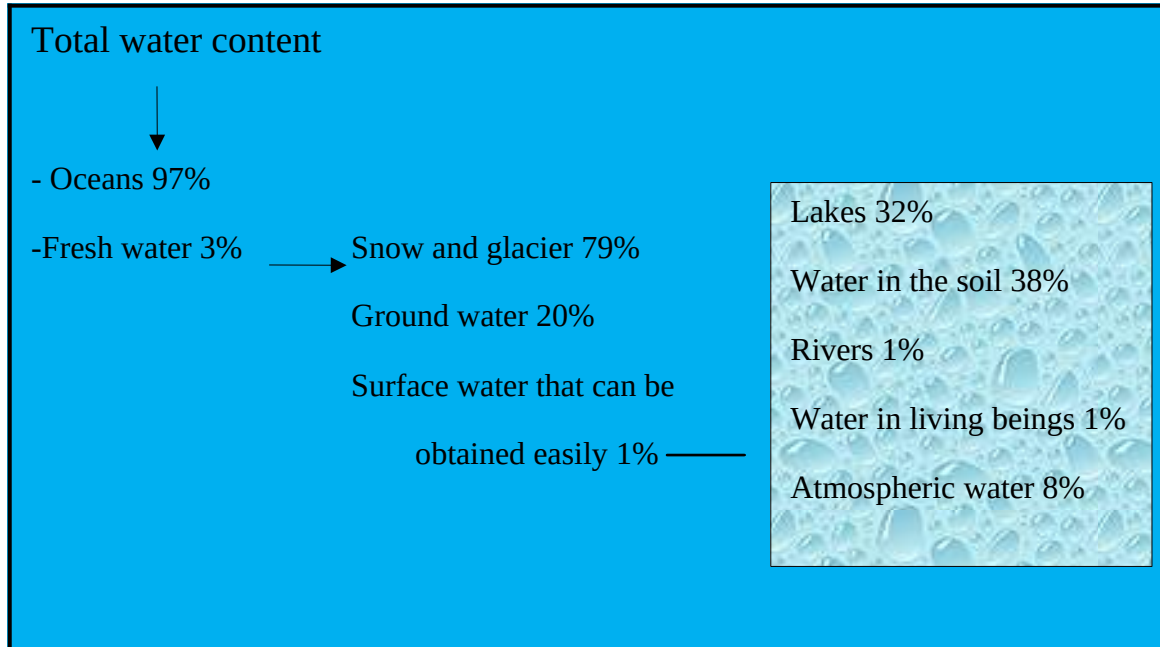 Total water content
- Oceans 97%
-Fresh water 3%
Snow and glacier 79%
Ground water 20%
Surface water that can be
obtained easily 1%
Lakes 32%
Water in the soil 38%
Rivers 1%
Water in living beings 1%
Atmospheric water 8%